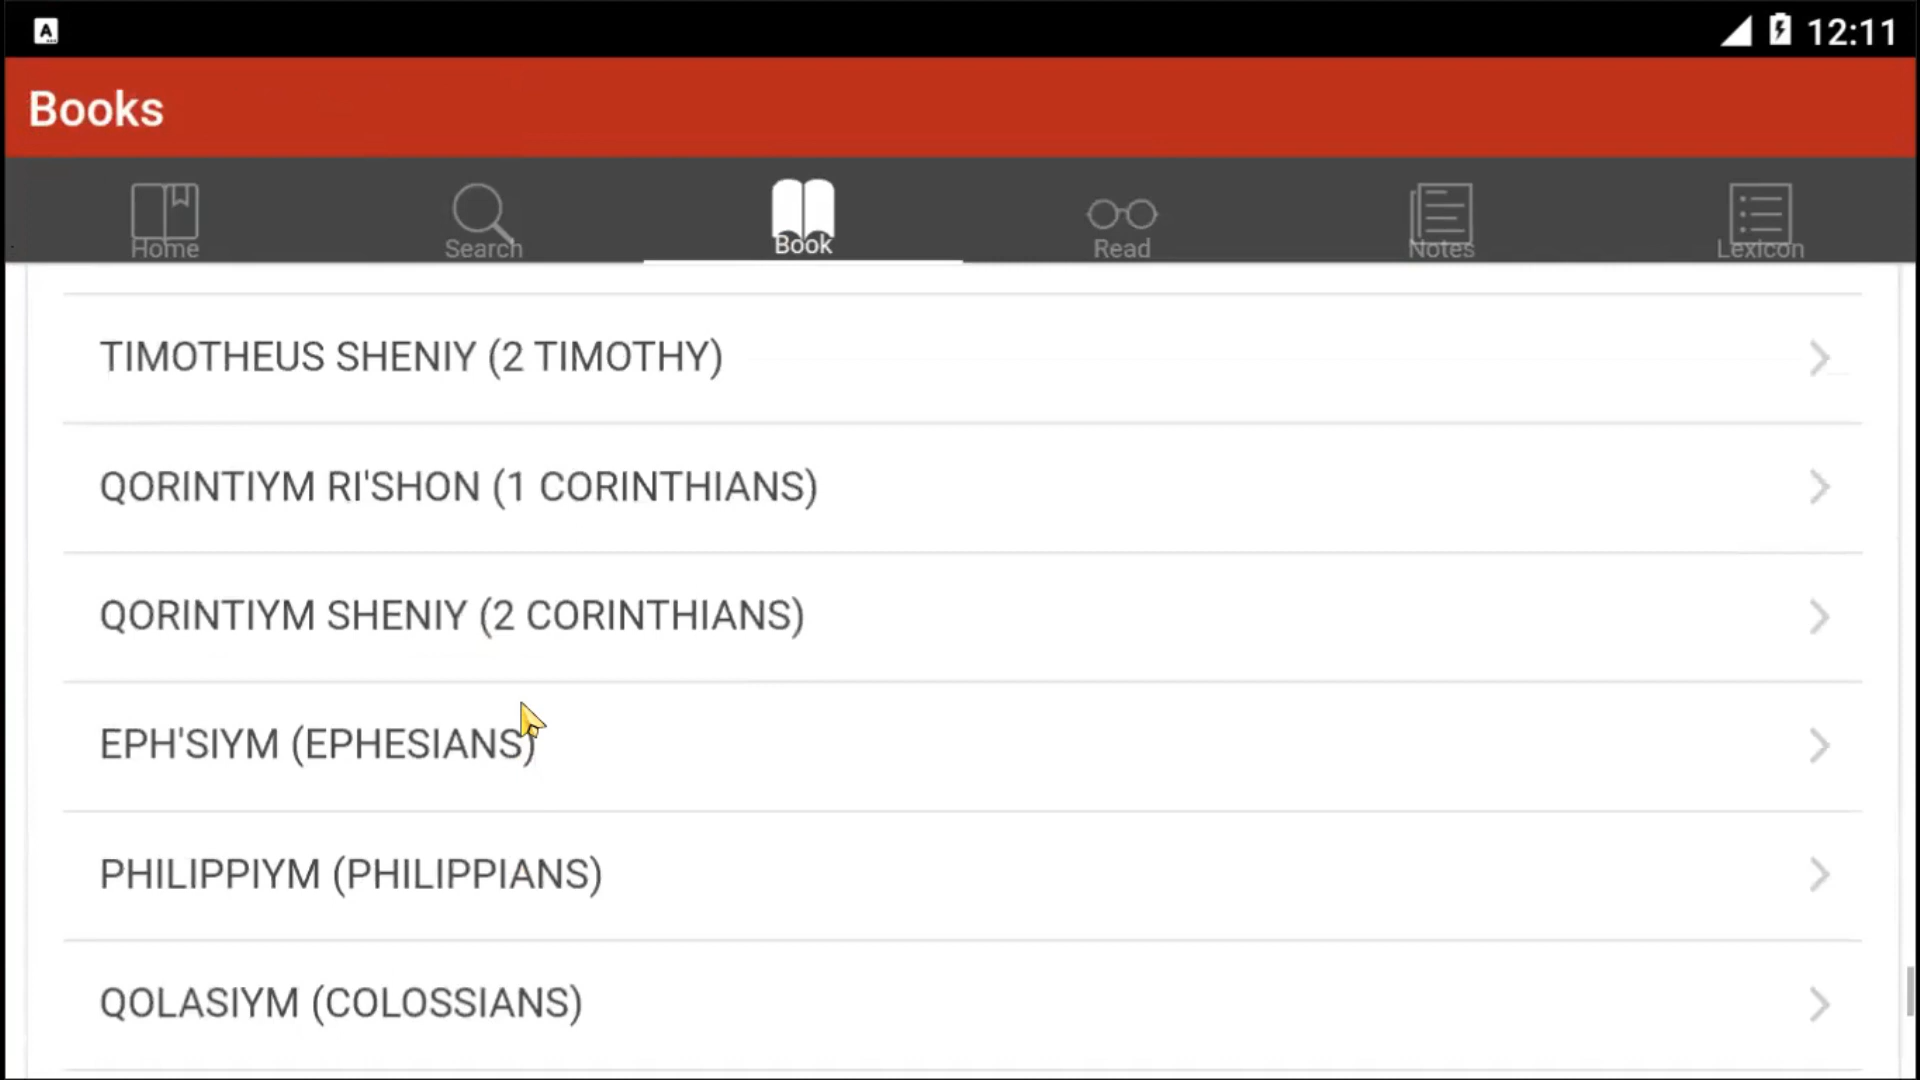 A
12:11
Books
Home Search Book Read Notes Lexicon
TIMOTHEUS SHENIY (2 TIMOTHY)
QORINTIYM RI'SHON (1 CORINTHIANS)
QORINTIYM SHENIY (2 CORINTHIANS)
EPH'SIYM (EPHESIANS)
PHILIPPIYM (PHILIPPIANS)
QOLASIYM (COLOSSIANS)